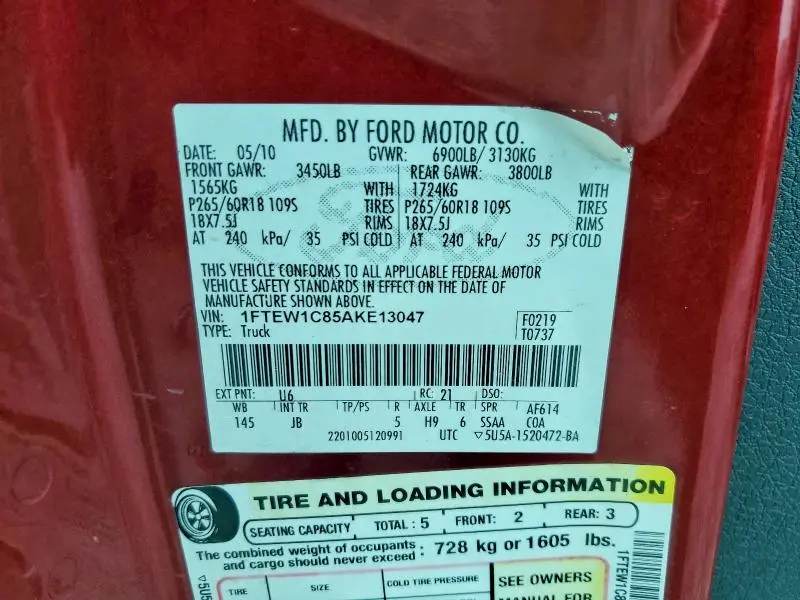 MFD. BY FORD MOTOR CO.
DATE: 05/10 GVWR: 6900LB/ 3130KG
FRONT GAWR: 3450LB REAR GAWR: 3800LB
1565KG WITH 1724KG WITH
P265/60R18 109S TIRES P265/60R18 109S TIRES
18X7.5J RIMS 18X7.5J RIMS
AT 240 kPa/ 35 PSI COLD AT 240 kPa/ 35 PSI COLD
THIS VEHICLE CONFORMS TO ALL APPLICABLE FEDERAL MOTOR
VEHICLE SAFETY STANDARDS IN EFFECT ON THE DATE OF
MANUFACTURE SHOWN ABOVE.
VIN: 1FTEW1C85AKE13047 F0219
TYPE: Truck T0737
EXT PNT: U6 RC: 21 DSO:
WB INT TR TP/PS R AXLE TR SPR AF614
145 JB 5 H9 6 SSAA COA
2201005120991 UTC ▽5U5A-1520472-BA
TIRE AND LOADING INFORMATION
SEATING CAPACITY TOTAL: 5 FRONT: 2 REAR: 3
The combined weight of occupants and cargo should never exceed : 728 kg or 1605 lbs.
TIRE SIZE COLD TIRE PRESSURE SEE OWNERS
MANUAL FOR
1FTEW1C8
▽5U5